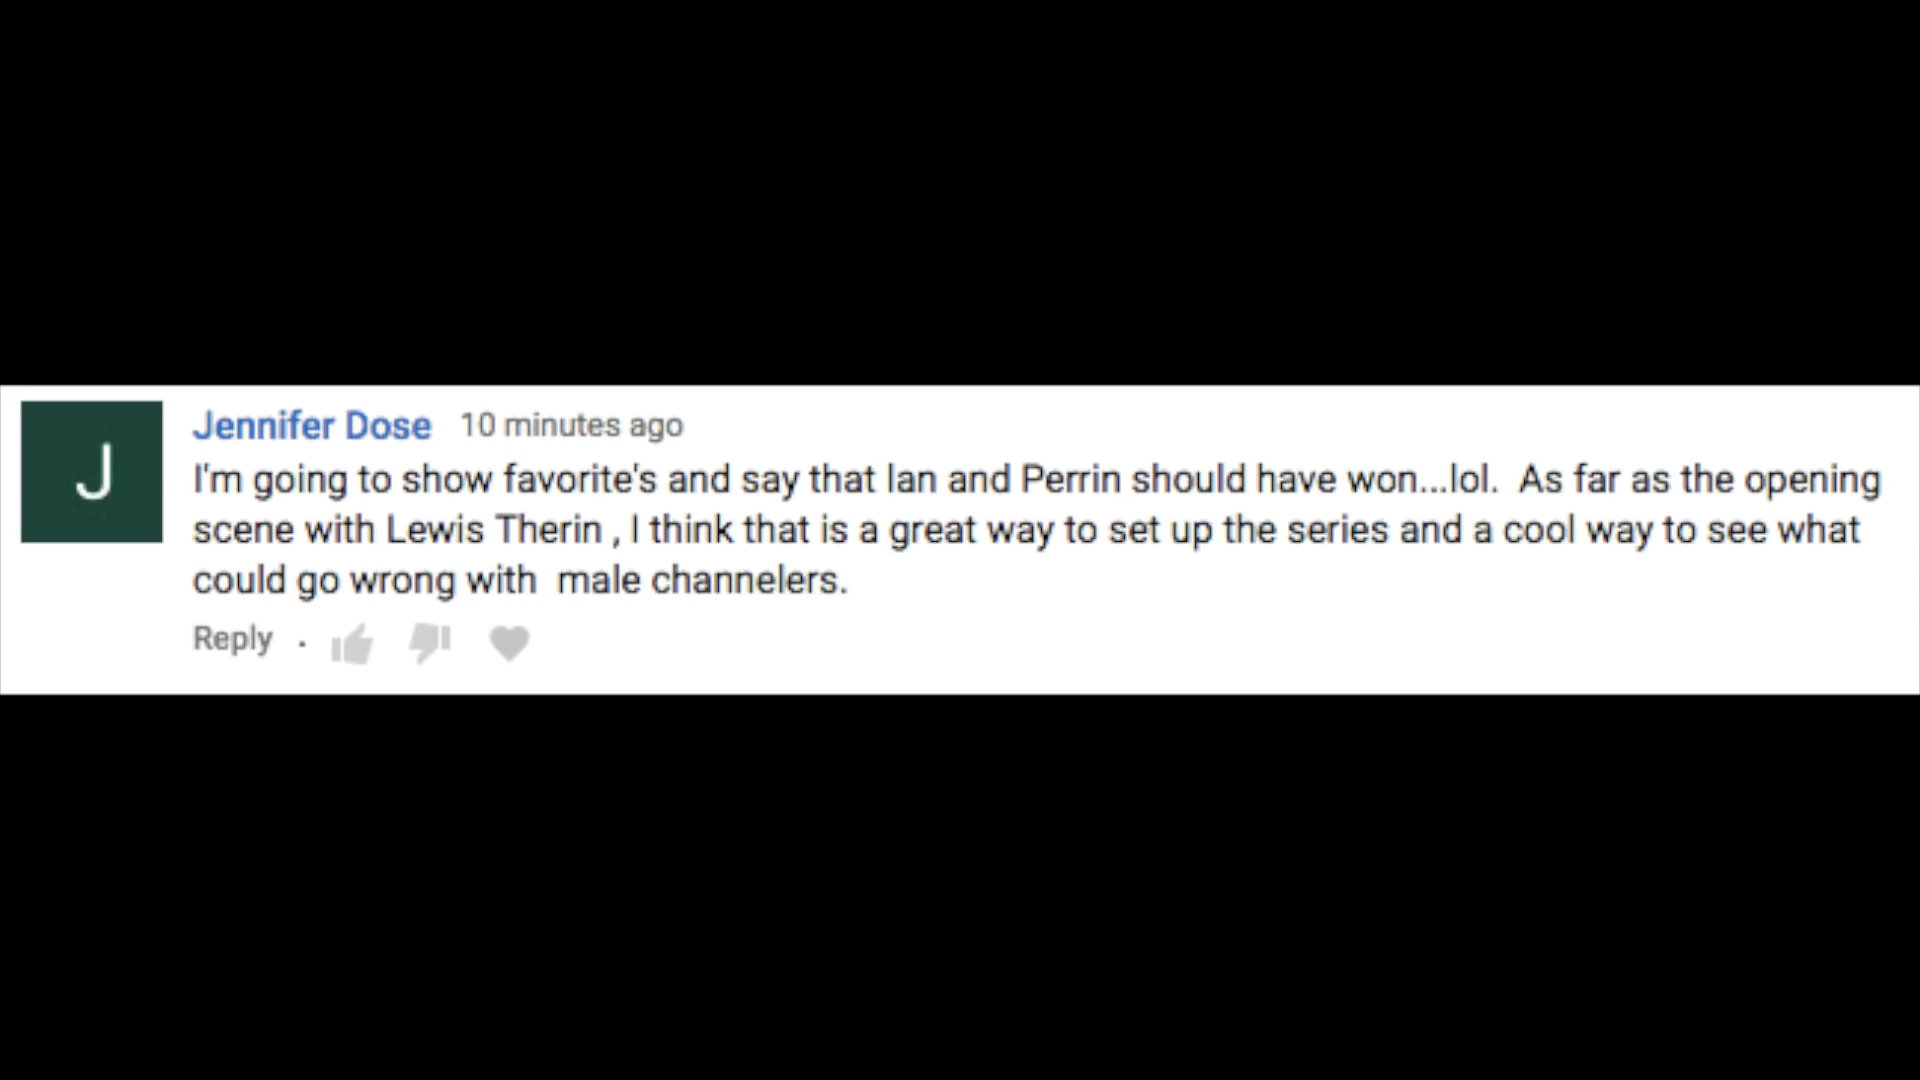 J
Jennifer Dose 10 minutes ago
I'm going to show favorite's and say that Ian and Perrin should have won...lol.  As far as the opening
scene with Lewis Therin , I think that is a great way to set up the series and a cool way to see what
could go wrong with  male channelers.
Reply .